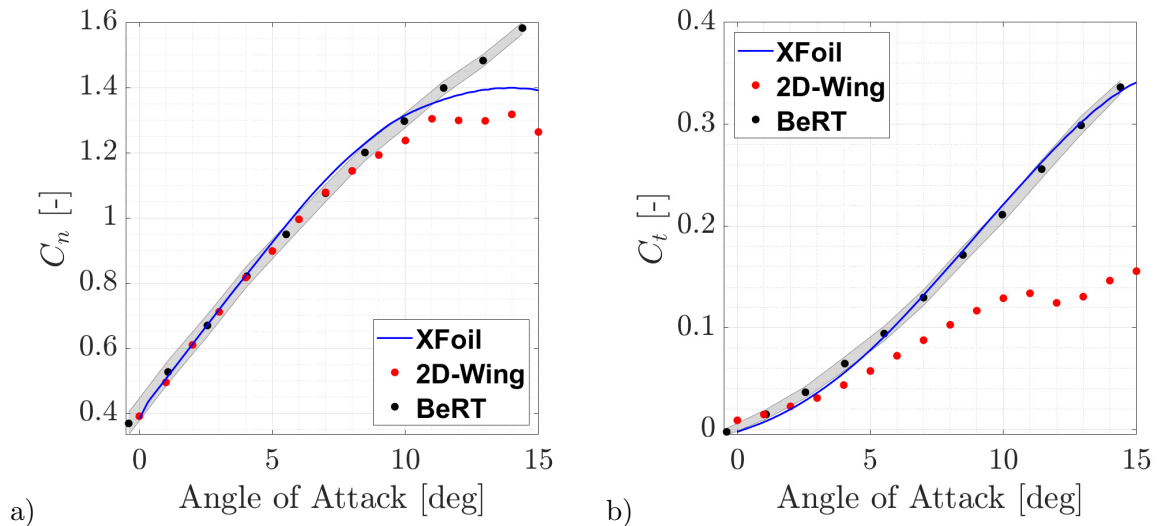 1.6
1.4
1.2
1
0.8
0.6
0.4
C_n [-]
XFoil
2D-Wing
BeRT
0 5 10 15
Angle of Attack [deg]
a)
0.4
0.3
0.2
0.1
0
C_t [-]
XFoil
2D-Wing
BeRT
0 5 10 15
Angle of Attack [deg]
b)